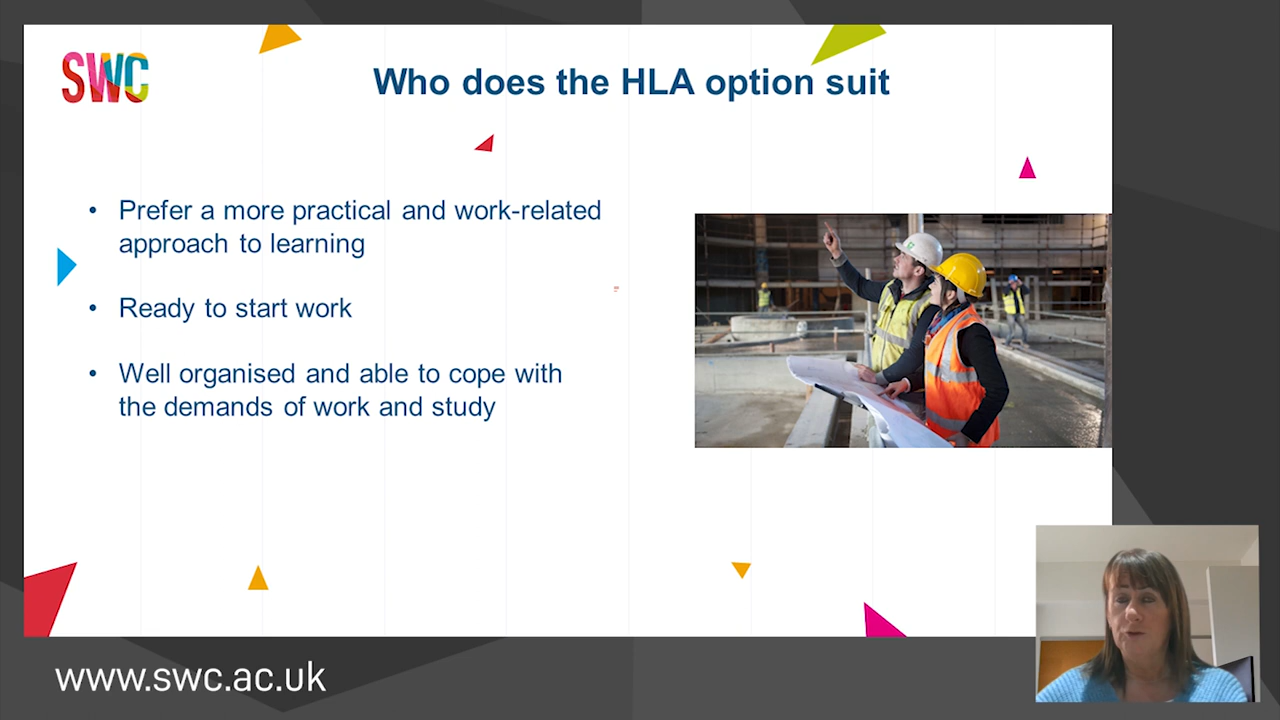 SWC
Who does the HLA option suit
• Prefer a more practical and work-related
approach to learning
• Ready to start work
• Well organised and able to cope with
the demands of work and study
www.swc.ac.uk